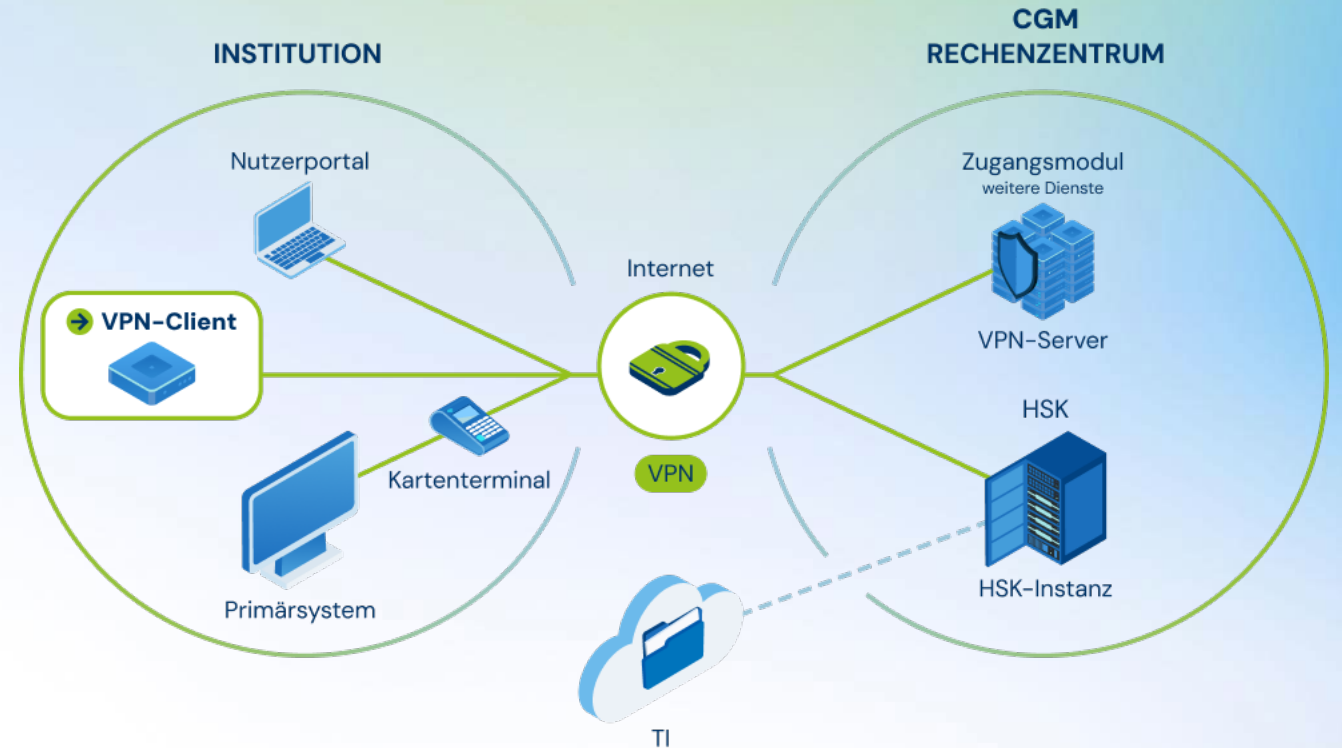 INSTITUTION
CGM
RECHENZENTRUM
Nutzerportal
Zugangsmodul
weitere Dienste
Internet
VPN-Client
VPN-Server
HSK
VPN
Kartenterminal
HSK-Instanz
Primärsystem
TI